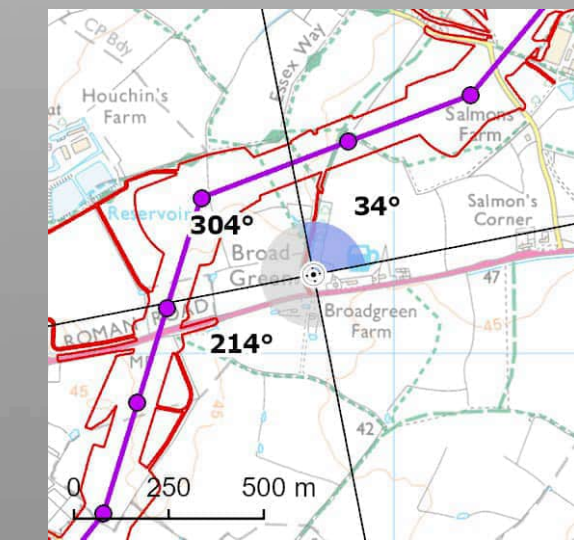 CP Bdy
Essex Way
Houchin's
Farm
Salmons
Farm
Reservoir
304°
34°
Salmon's
Corner
Broad
Green
47
ROMAN ROAD
Broadgreen
Farm
45
214°
45
45
42
0 250 500 m